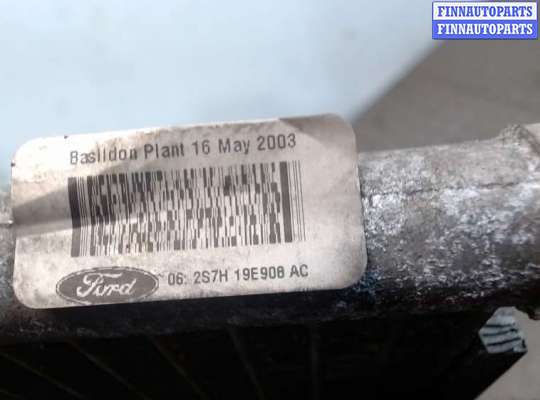 FINNAUTOPARTS
FINNAUTOPARTS
Basildon Plant 16 May 2003
Ford
06: 2S7H 19E908 AC